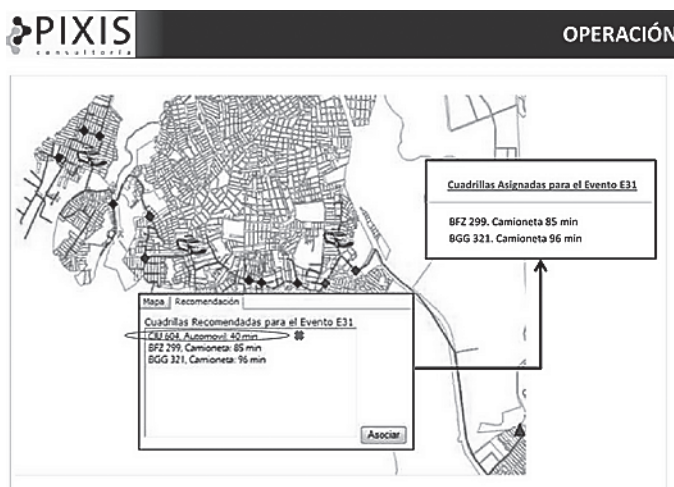 PIXIS
consultoría
OPERACIÓN
Cuadrillas Asignadas para el Evento E31
BFZ 299. Camioneta 85 min
BGG 321. Camioneta 96 min
Mapa Recomendación
Cuadrillas Recomendadas para el Evento E31
CIU 604, Automovil: 40 min
BFZ 299, Camioneta: 85 min
BGG 321, Camioneta: 96 min
Asociar